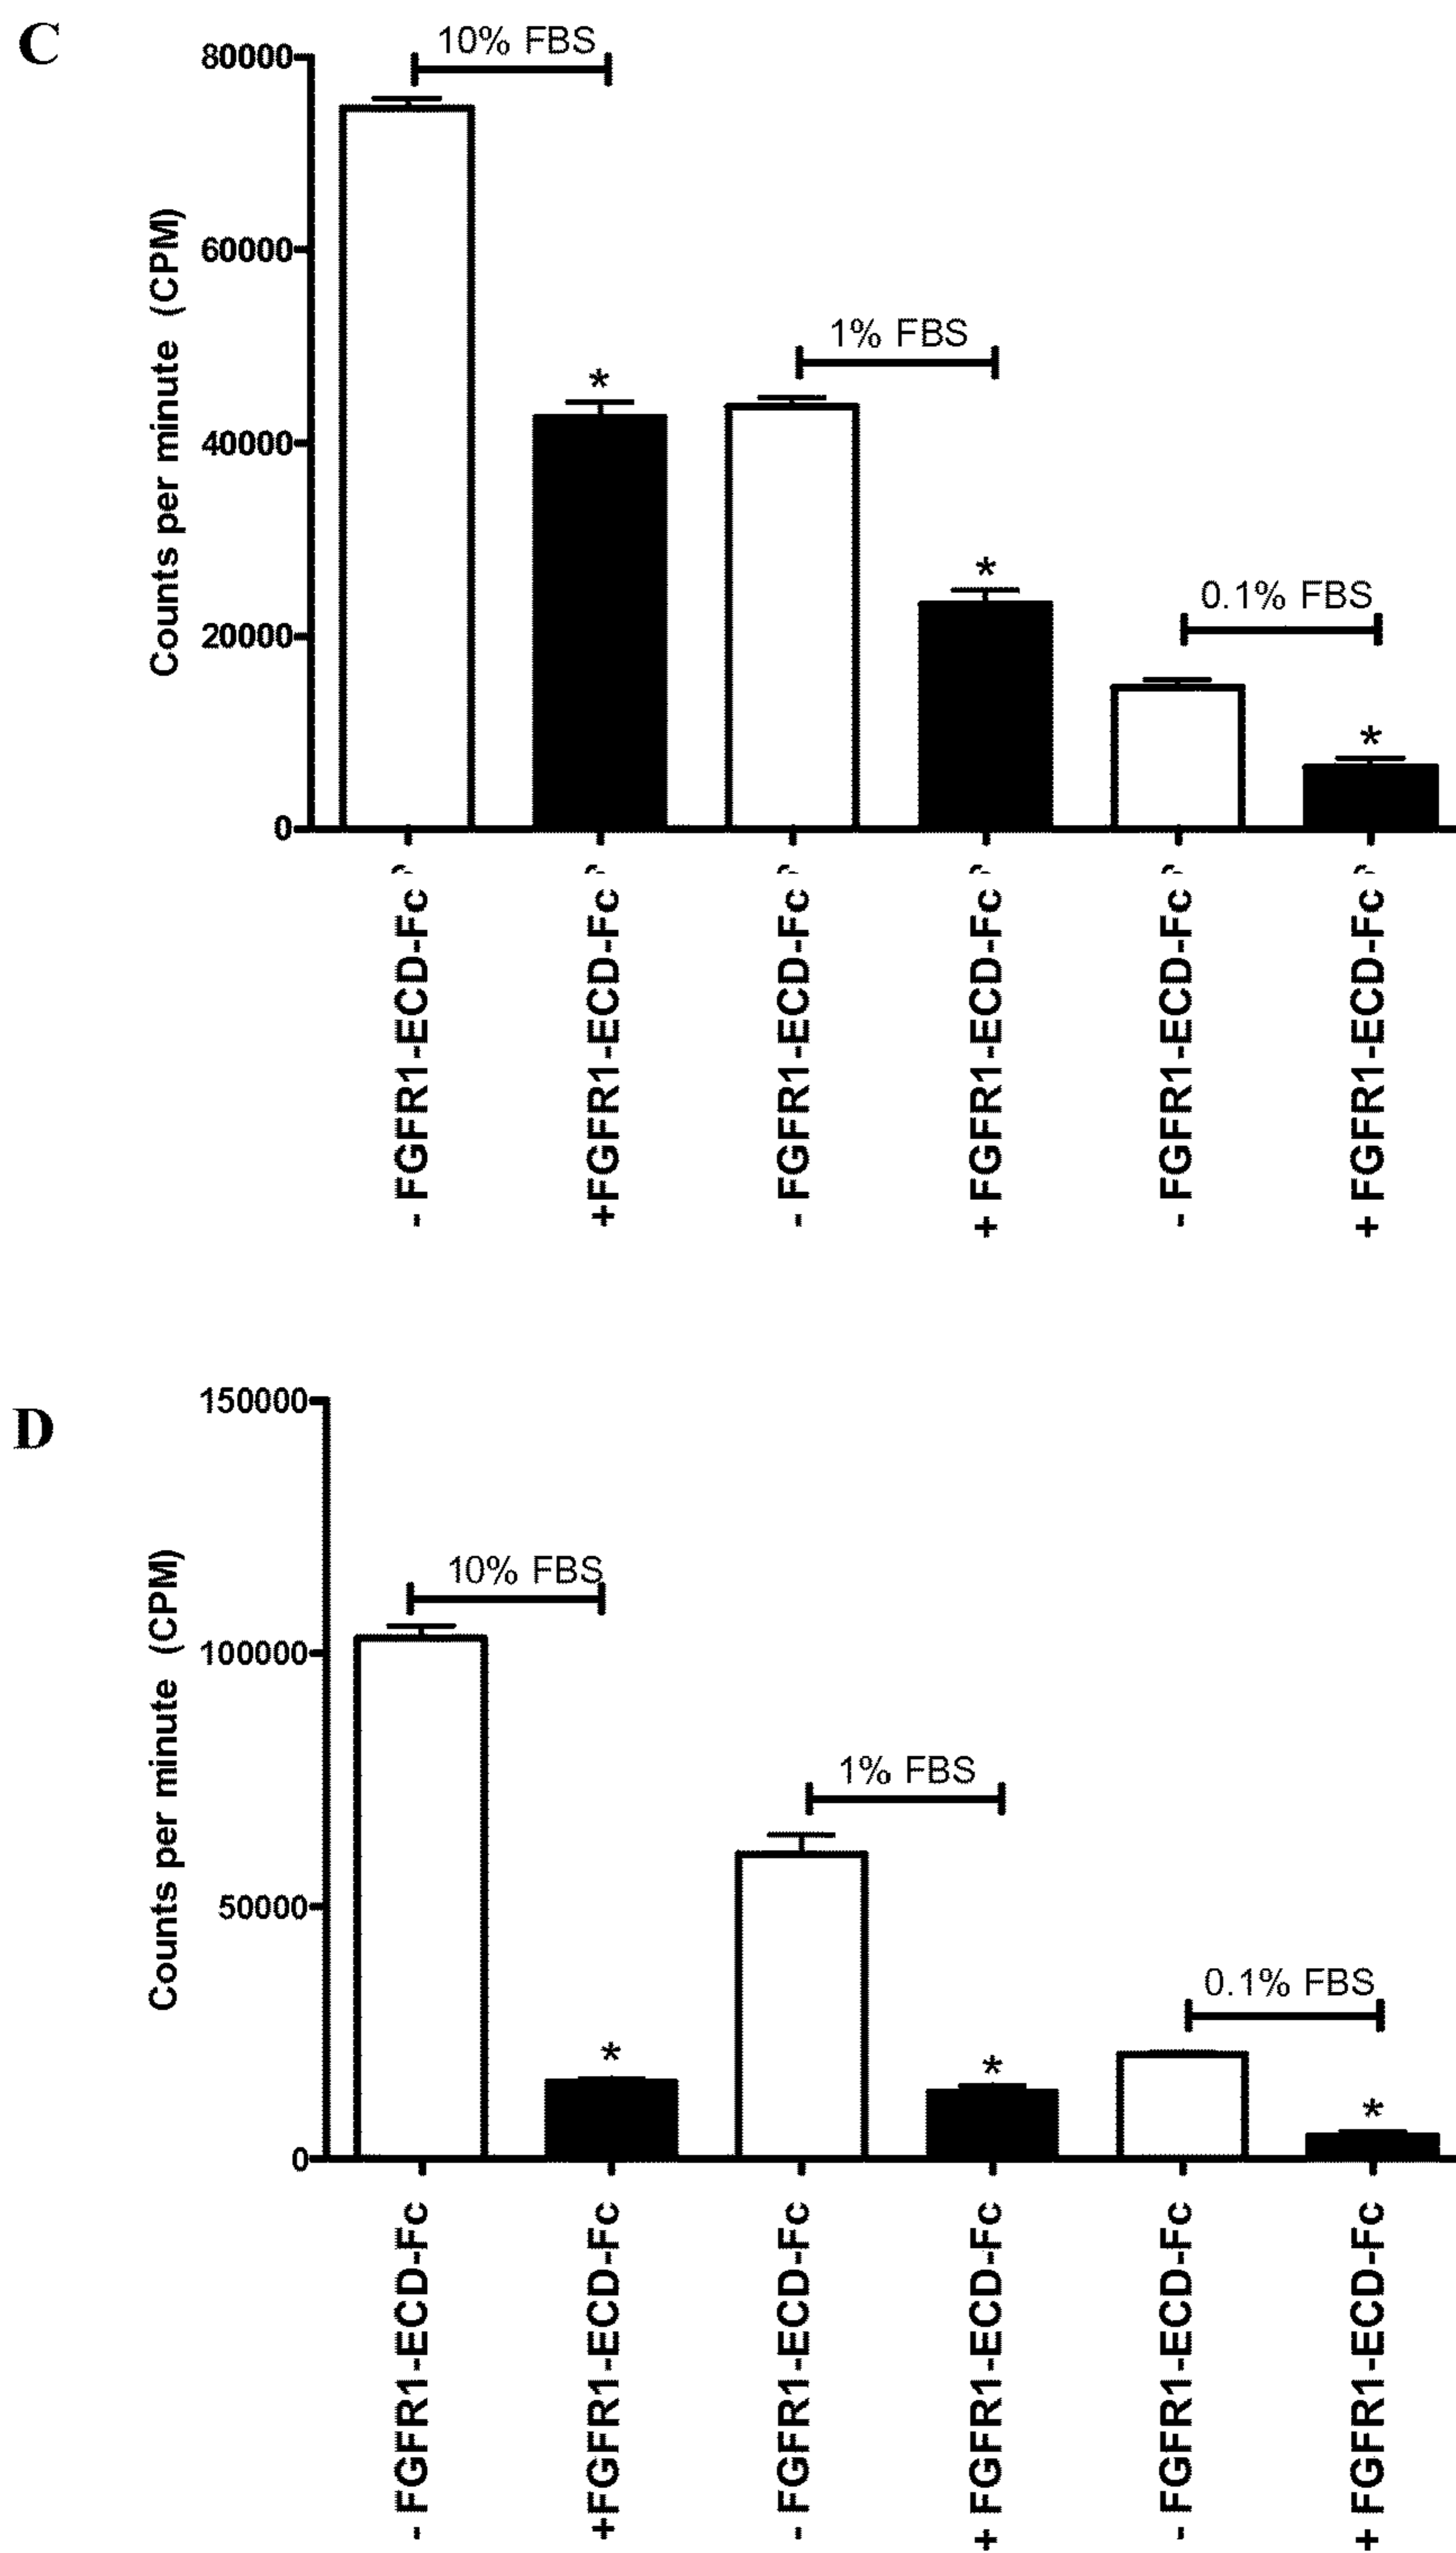 C
10% FBS
1% FBS
0.1% FBS
*
*
*
Counts per minute (CPM)
80000
60000
40000
20000
0
- FGFR1-ECD-Fc
+FGFR1-ECD-Fc
- FGFR1-ECD-Fc
+ FGFR1-ECD-Fc
- FGFR1-ECD-Fc
+ FGFR1-ECD-Fc
D
10% FBS
1% FBS
0.1% FBS
*
*
*
Counts per minute (CPM)
150000
100000
50000
0
- FGFR1-ECD-Fc
+FGFR1-ECD-Fc
- FGFR1-ECD-Fc
+ FGFR1-ECD-Fc
- FGFR1-ECD-Fc
+ FGFR1-ECD-Fc